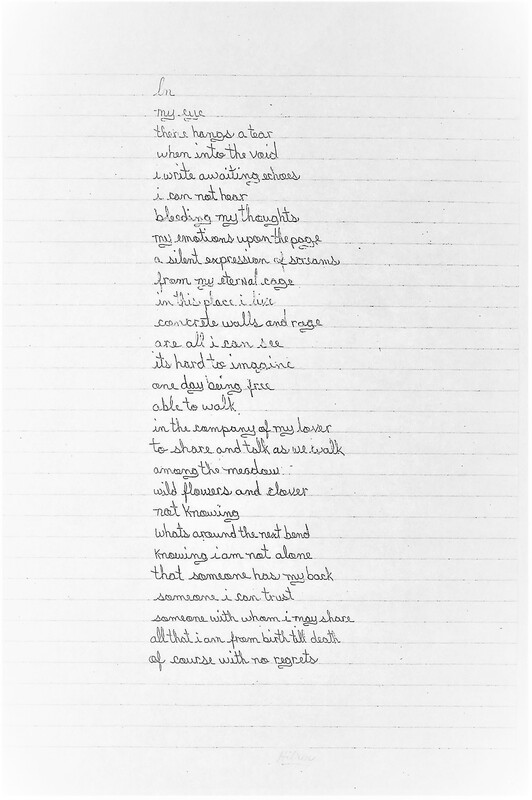 In
my eye
there hangs a tear
when into the void
i write awaiting echoes
i can not hear
bleeding my thoughts
my emotions upon the page
a silent expression of screams
from my eternal cage
in this place i live
concrete walls and rage
are all i can see
its hard to imagine
one day being free
able to walk
in the company of my lover
to share and talk as we walk
among the meadow
wild flowers and clover
not knowing
whats around the next bend
knowing i am not alone
that someone has my back
someone i can trust
someone with whom i may share
all that i am from birth till death
of course with no regrets